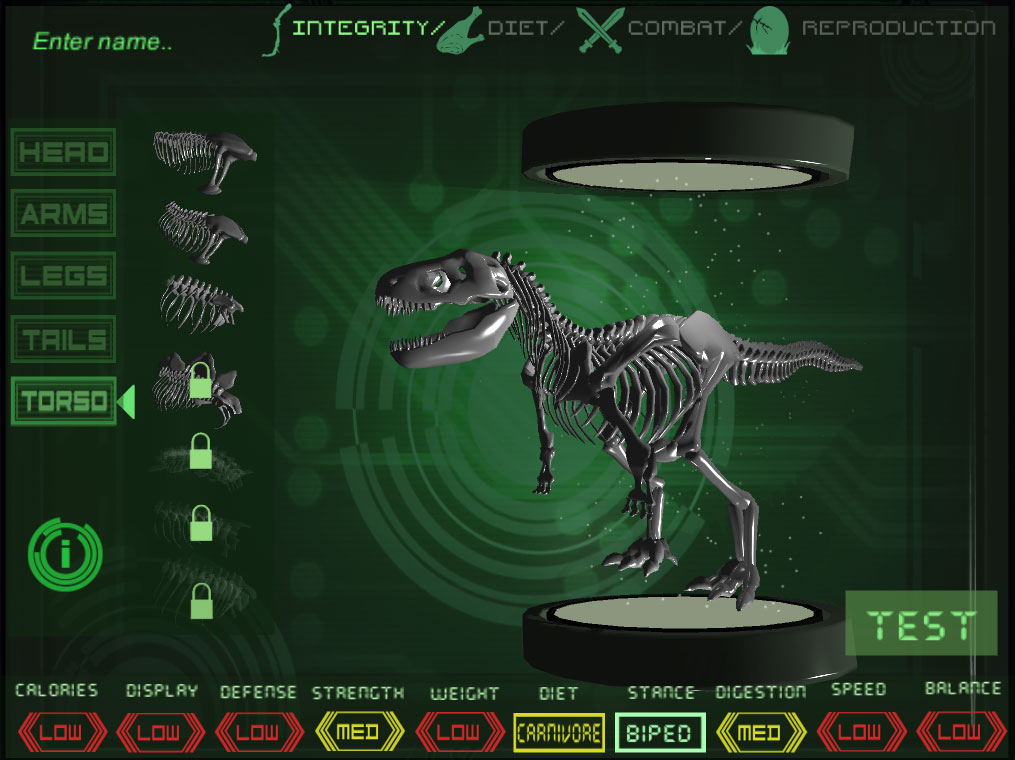 Enter name..
INTEGRITY/ DIET/ COMBAT/ REPRODUCTION
HEAD
ARMS
LEGS
TAILS
TORSO
i
TEST
CALORIES DISPLAY DEFENSE STRENGTH WEIGHT DIET STANCE DIGESTION SPEED BALANCE
LOW LOW LOW MED LOW CARNIVORE BIPED MED LOW LOW